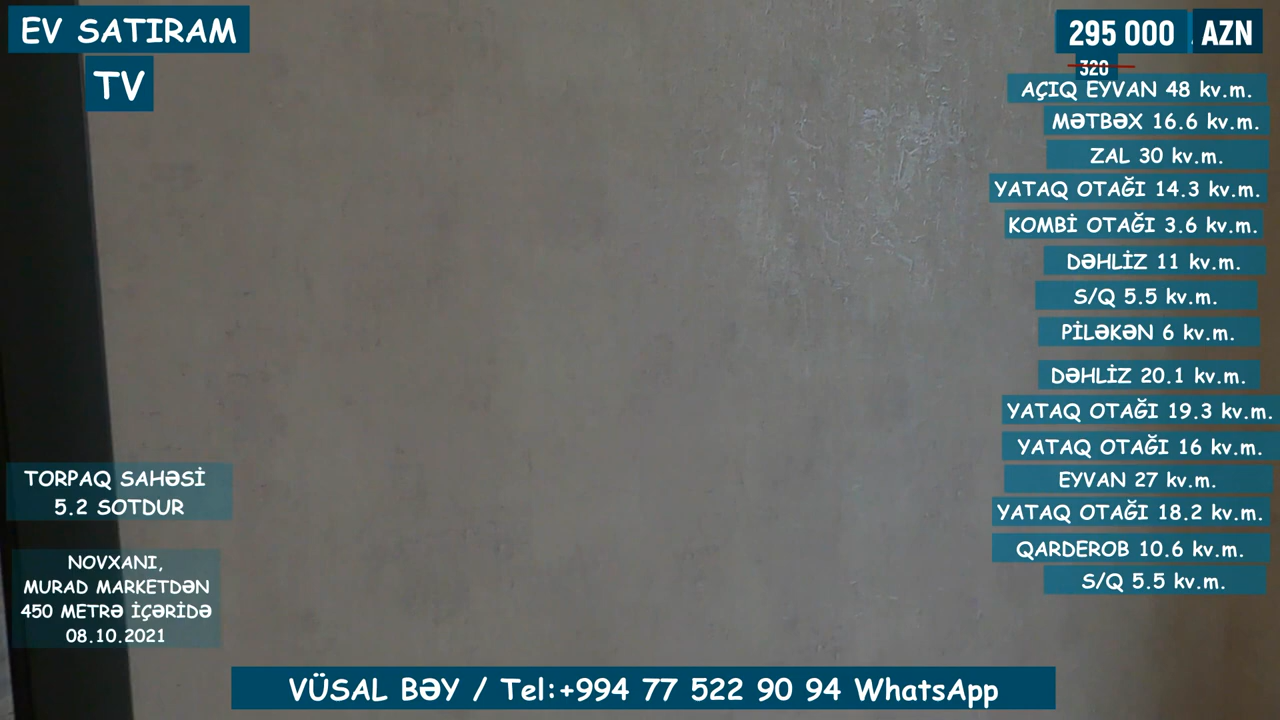 EV SATIRAM
TV
295 000 AZN
320
AÇIQ EYVAN 48 kv.m.
MƏTBƏX 16.6 kv.m.
ZAL 30 kv.m.
YATAQ OTAĞI 14.3 kv.m.
KOMBİ OTAĞI 3.6 kv.m.
DƏHLİZ 11 kv.m.
S/Q 5.5 kv.m.
PİLƏKƏN 6 kv.m.
DƏHLİZ 20.1 kv.m.
YATAQ OTAĞI 19.3 kv.m.
YATAQ OTAĞI 16 kv.m.
EYVAN 27 kv.m.
YATAQ OTAĞI 18.2 kv.m.
QARDEROB 10.6 kv.m.
S/Q 5.5 kv.m.
TORPAQ SAHƏSİ
5.2 SOTDUR
NOVXANI,
MURAD MARKETDƏN
450 METRƏ İÇƏRİDƏ
08.10.2021
VÜSAL BƏY / Tel:+994 77 522 90 94 WhatsApp